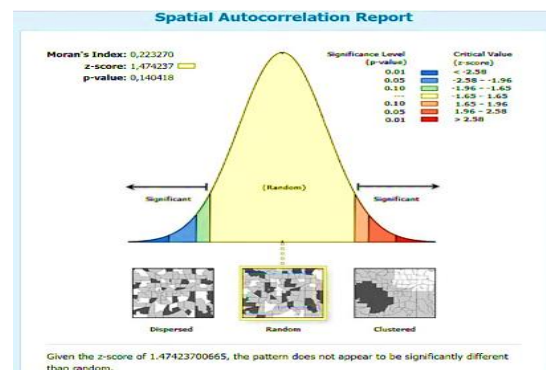 Spatial Autocorrelation Report
Moran's Index: 0,223270
z-score: 1,474237
p-value: 0,140418
Significance Level (p-value)
Critical Value (z-score)
0.01 < -2.58
0.05 -2.58 - -1.96
0.10 -1.96 - -1.65
--- -1.65 - 1.65
0.10 1.65 - 1.96
0.05 1.96 - 2.58
0.01 > 2.58
(Random)
Significant Significant
Dispersed Random Clustered
Given the z-score of 1.47423700665, the pattern does not appear to be significantly different
than random.